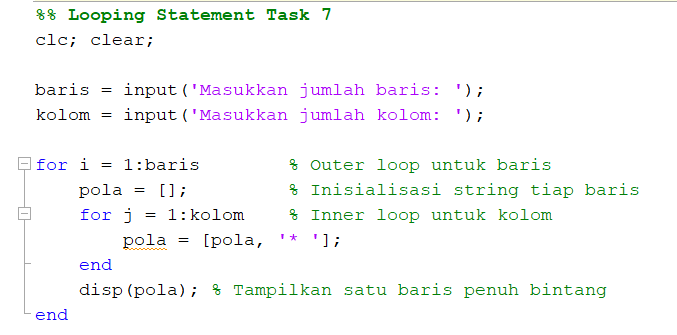 %% Looping Statement Task 7
clc; clear;
baris = input('Masukkan jumlah baris: ');
kolom = input('Masukkan jumlah kolom: ');
for i = 1:baris % Outer loop untuk baris
pola = []; % Inisialisasi string tiap baris
for j = 1:kolom % Inner loop untuk kolom
pola = [pola, '* '];
end
disp(pola); % Tampilkan satu baris penuh bintang
end